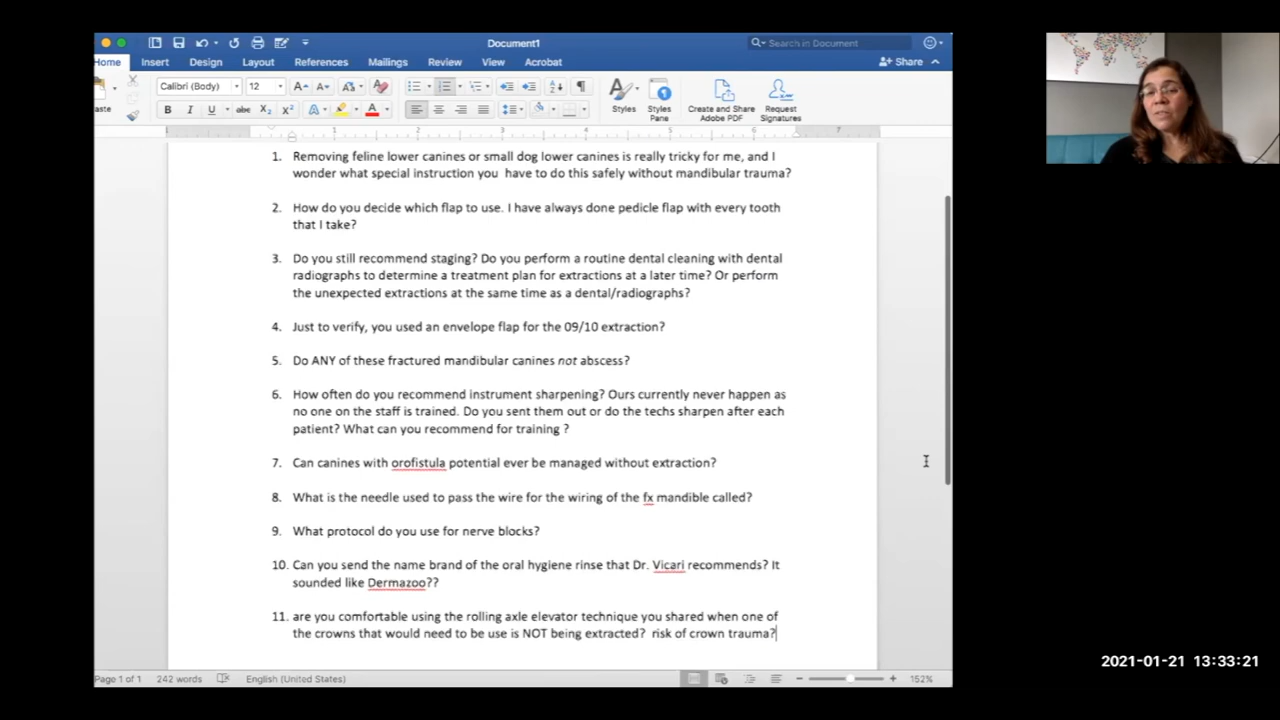 Document1
Search in Document
Home Insert Design Layout References Mailings Review View Acrobat
Share
aste
Calibri (Body) 12
Styles
Styles Pane
Create and Share Adobe PDF
Request Signatures
1 2 3 4 5 6 7
1. Removing feline lower canines or small dog lower canines is really tricky for me, and I
wonder what special instruction you have to do this safely without mandibular trauma?
2. How do you decide which flap to use. I have always done pedicle flap with every tooth
that I take?
3. Do you still recommend staging? Do you perform a routine dental cleaning with dental
radiographs to determine a treatment plan for extractions at a later time? Or perform
the unexpected extractions at the same time as a dental/radiographs?
4. Just to verify, you used an envelope flap for the 09/10 extraction?
5. Do ANY of these fractured mandibular canines not abscess?
6. How often do you recommend instrument sharpening? Ours currently never happen as
no one on the staff is trained. Do you sent them out or do the techs sharpen after each
patient? What can you recommend for training ?
7. Can canines with orofistula potential ever be managed without extraction?
8. What is the needle used to pass the wire for the wiring of the fx mandible called?
9. What protocol do you use for nerve blocks?
10. Can you send the name brand of the oral hygiene rinse that Dr. Vicari recommends? It
sounded like Dermazoo??
11. are you comfortable using the rolling axle elevator technique you shared when one of
the crowns that would need to be use is NOT being extracted? risk of crown trauma?
Page 1 of 1 242 words English (United States) 152%
2021-01-21 13:33:21